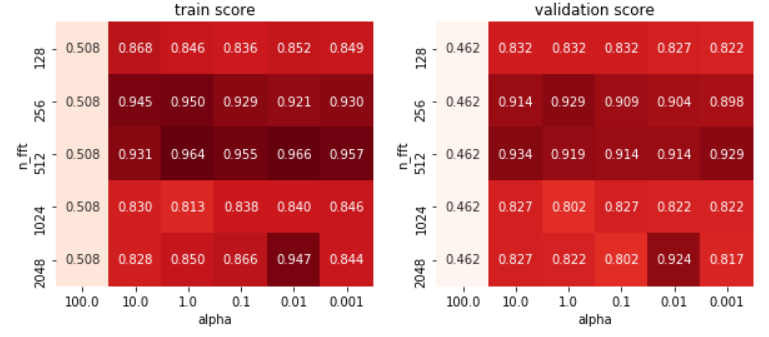 train score
128 0.508 0.868 0.846 0.836 0.852 0.849
256 0.508 0.945 0.950 0.929 0.921 0.930
512 0.508 0.931 0.964 0.955 0.966 0.957
1024 0.508 0.830 0.813 0.838 0.840 0.846
2048 0.508 0.828 0.850 0.866 0.947 0.844
n_fft
100.0 10.0 1.0 0.1 0.01 0.001
alpha
validation score
128 0.462 0.832 0.832 0.832 0.827 0.822
256 0.462 0.914 0.929 0.909 0.904 0.898
512 0.462 0.934 0.919 0.914 0.914 0.929
1024 0.462 0.827 0.802 0.827 0.822 0.822
2048 0.462 0.827 0.822 0.802 0.924 0.817
n_fft
100.0 10.0 1.0 0.1 0.01 0.001
alpha